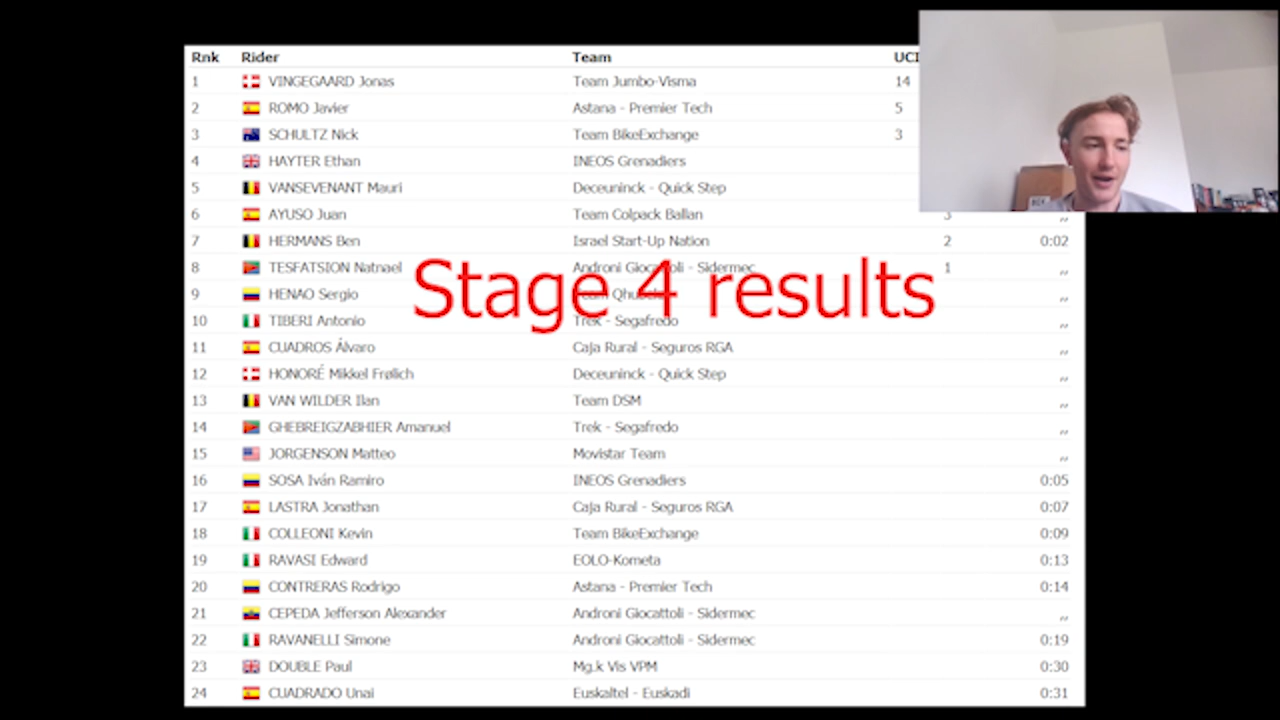 Rnk Rider Team UCI
1 VINGEGAARD Jonas Team Jumbo-Visma 14
2 ROMO Javier Astana - Premier Tech 5
3 SCHULTZ Nick Team BikeExchange 3
4 HAYTER Ethan INEOS Grenadiers
5 VANSEVENANT Mauri Deceuninck - Quick Step
6 AYUSO Juan Team Colpack Ballan 3 ,,
7 HERMANS Ben Israel Start-Up Nation 2 0:02
8 TESFATSION Natnael Androni Giocattoli - Sidermec 1 ,,
Stage 4 results
9 HENAO Sergio Team ,,
10 TIBERI Antonio Trek - Segafredo ,,
11 CUADROS Álvaro Caja Rural - Seguros RGA ,,
12 HONORÉ Mikkel Frølich Deceuninck - Quick Step ,,
13 VAN WILDER Ilan Team DSM ,,
14 GHEBREIGZABHIER Amanuel Trek - Segafredo ,,
15 JORGENSON Matteo Movistar Team ,,
16 SOSA Iván Ramiro INEOS Grenadiers 0:05
17 LASTRA Jonathan Caja Rural - Seguros RGA 0:07
18 COLLEONI Kevin Team BikeExchange 0:09
19 RAVASI Edward EOLO-Kometa 0:13
20 CONTRERAS Rodrigo Astana - Premier Tech 0:14
21 CEPEDA Jefferson Alexander Androni Giocattoli - Sidermec ,,
22 RAVANELLI Simone Androni Giocattoli - Sidermec 0:19
23 DOUBLE Paul Mg.k Vis VPM 0:30
24 CUADRADO Unai Euskaltel - Euskadi 0:31